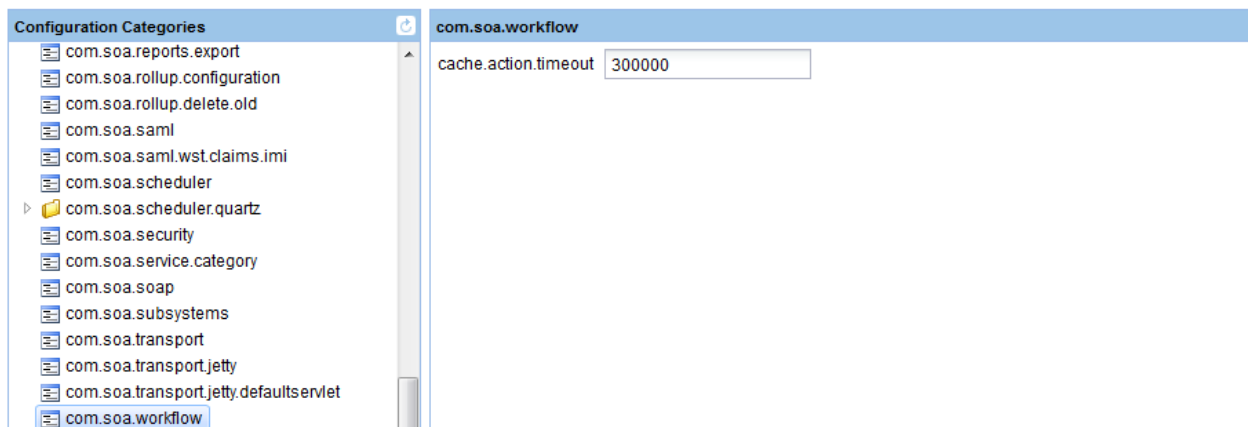 Configuration Categories
com.soa.reports.export
com.soa.rollup.configuration
com.soa.rollup.delete.old
com.soa.saml
com.soa.saml.wst.claims.imi
com.soa.scheduler
com.soa.scheduler.quartz
com.soa.security
com.soa.service.category
com.soa.soap
com.soa.subsystems
com.soa.transport
com.soa.transport.jetty
com.soa.transport.jetty.defaultservlet
com.soa.workflow
com.soa.workflow
cache.action.timeout 300000